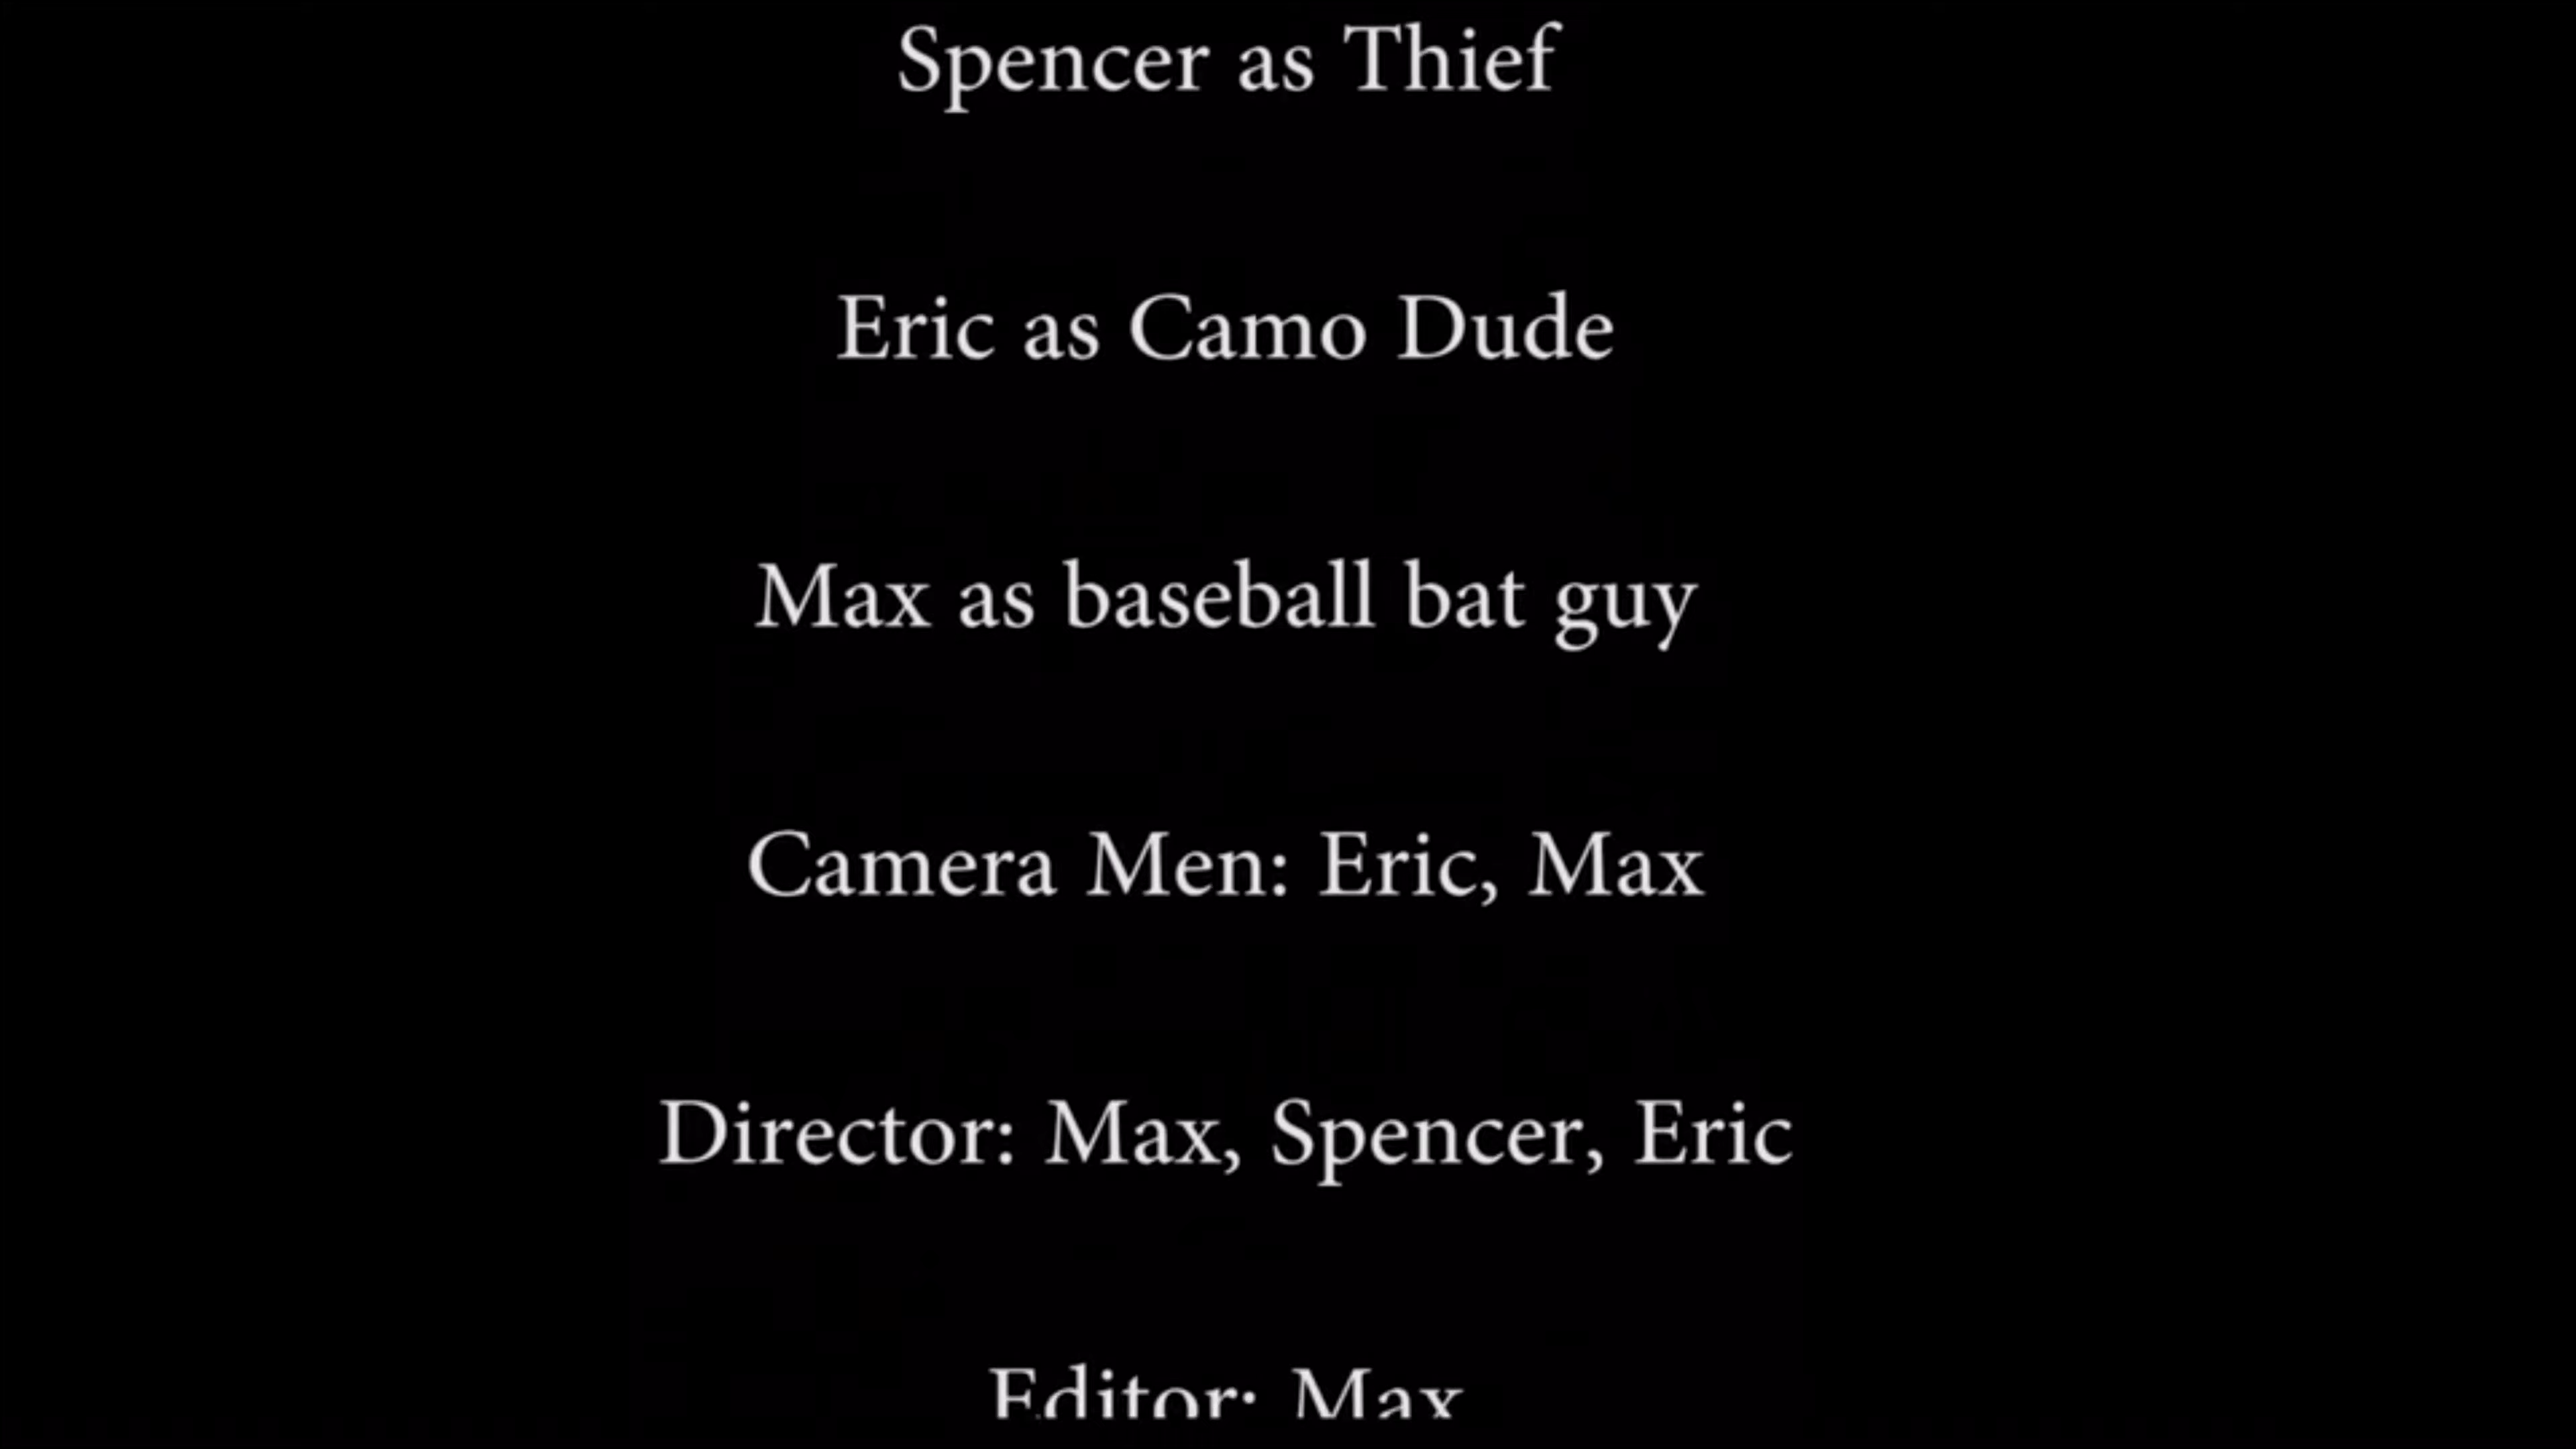 Spencer as Thief
Eric as Camo Dude
Max as baseball bat guy
Camera Men: Eric, Max
Director: Max, Spencer, Eric
Editor: Max